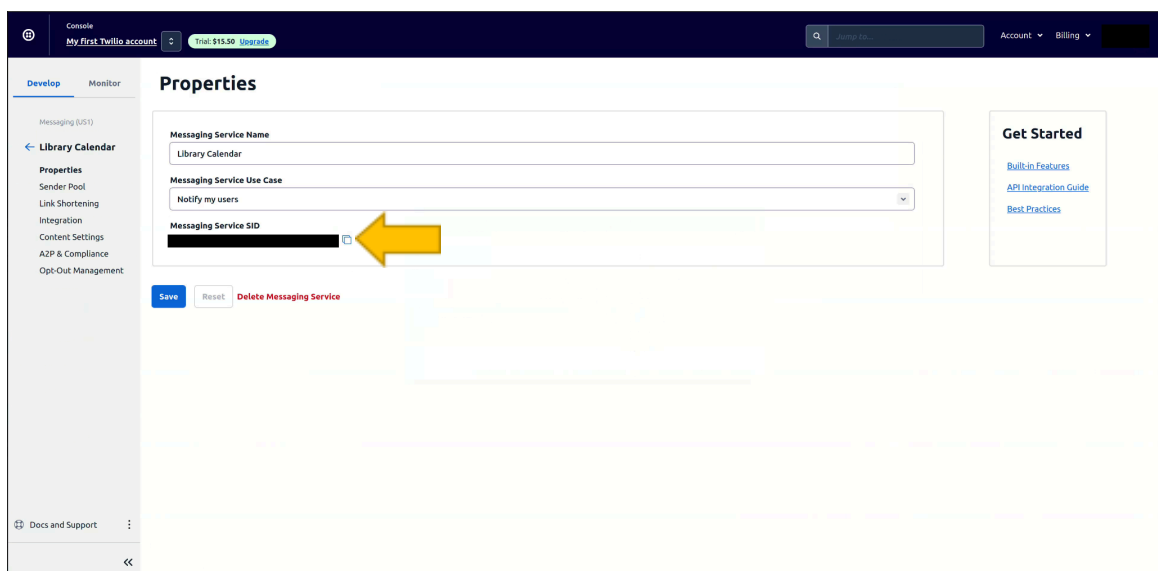 Console
My first Twilio account
Trial: $15.50 Upgrade
Jump to...
Account
Billing
Develop
Monitor
Messaging (US1)
Library Calendar
Properties
Sender Pool
Link Shortening
Integration
Content Settings
A2P & Compliance
Opt-Out Management
Docs and Support
Properties
Messaging Service Name
Library Calendar
Messaging Service Use Case
Notify my users
Messaging Service SID
Save
Reset
Delete Messaging Service
Get Started
Built-in Features
API Integration Guide
Best Practices